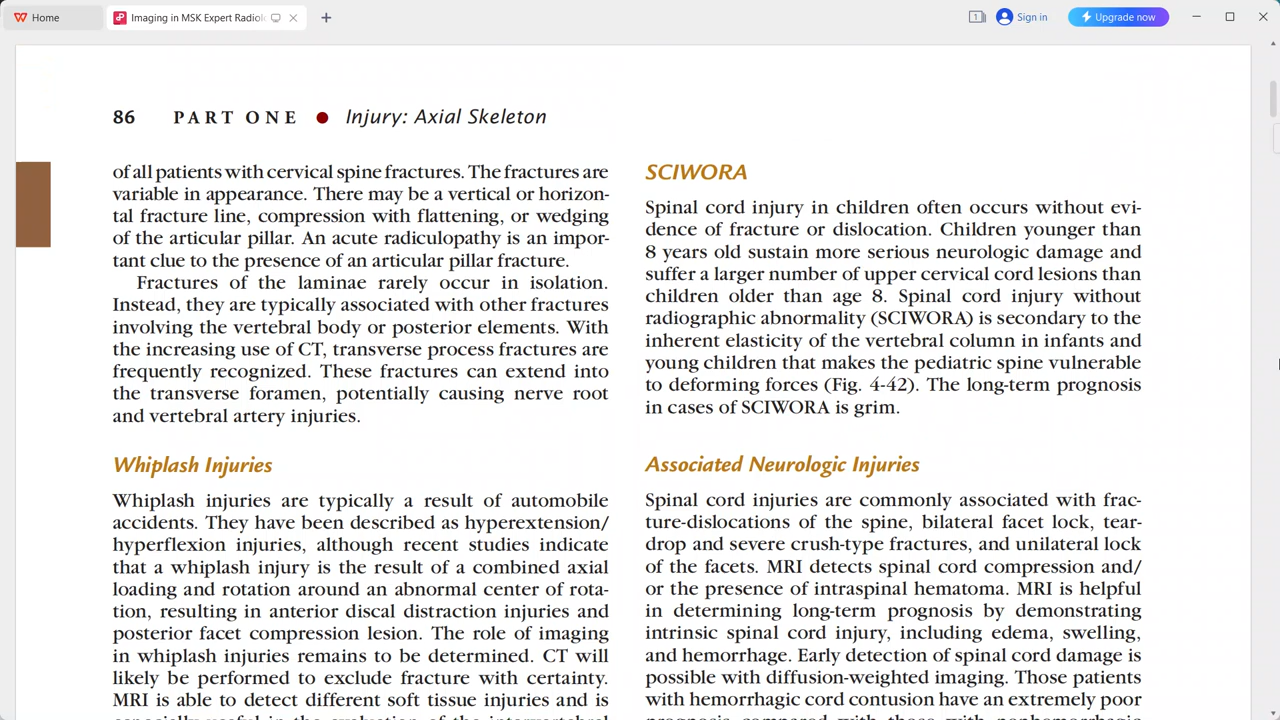 Home
Imaging in MSK Expert Radiol
Sign in
Upgrade now
86 PART ONE ● Injury: Axial Skeleton
of all patients with cervical spine fractures. The fractures are
variable in appearance. There may be a vertical or horizon-
tal fracture line, compression with flattening, or wedging
of the articular pillar. An acute radiculopathy is an impor-
tant clue to the presence of an articular pillar fracture.
Fractures of the laminae rarely occur in isolation.
Instead, they are typically associated with other fractures
involving the vertebral body or posterior elements. With
the increasing use of CT, transverse process fractures are
frequently recognized. These fractures can extend into
the transverse foramen, potentially causing nerve root
and vertebral artery injuries.
Whiplash Injuries
Whiplash injuries are typically a result of automobile
accidents. They have been described as hyperextension/
hyperflexion injuries, although recent studies indicate
that a whiplash injury is the result of a combined axial
loading and rotation around an abnormal center of rota-
tion, resulting in anterior discal distraction injuries and
posterior facet compression lesion. The role of imaging
in whiplash injuries remains to be determined. CT will
likely be performed to exclude fracture with certainty.
MRI is able to detect different soft tissue injuries and is
SCIWORA
Spinal cord injury in children often occurs without evi-
dence of fracture or dislocation. Children younger than
8 years old sustain more serious neurologic damage and
suffer a larger number of upper cervical cord lesions than
children older than age 8. Spinal cord injury without
radiographic abnormality (SCIWORA) is secondary to the
inherent elasticity of the vertebral column in infants and
young children that makes the pediatric spine vulnerable
to deforming forces (Fig. 4-42). The long-term prognosis
in cases of SCIWORA is grim.
Associated Neurologic Injuries
Spinal cord injuries are commonly associated with frac-
ture-dislocations of the spine, bilateral facet lock, tear-
drop and severe crush-type fractures, and unilateral lock
of the facets. MRI detects spinal cord compression and/
or the presence of intraspinal hematoma. MRI is helpful
in determining long-term prognosis by demonstrating
intrinsic spinal cord injury, including edema, swelling,
and hemorrhage. Early detection of spinal cord damage is
possible with diffusion-weighted imaging. Those patients
with hemorrhagic cord contusion have an extremely poor